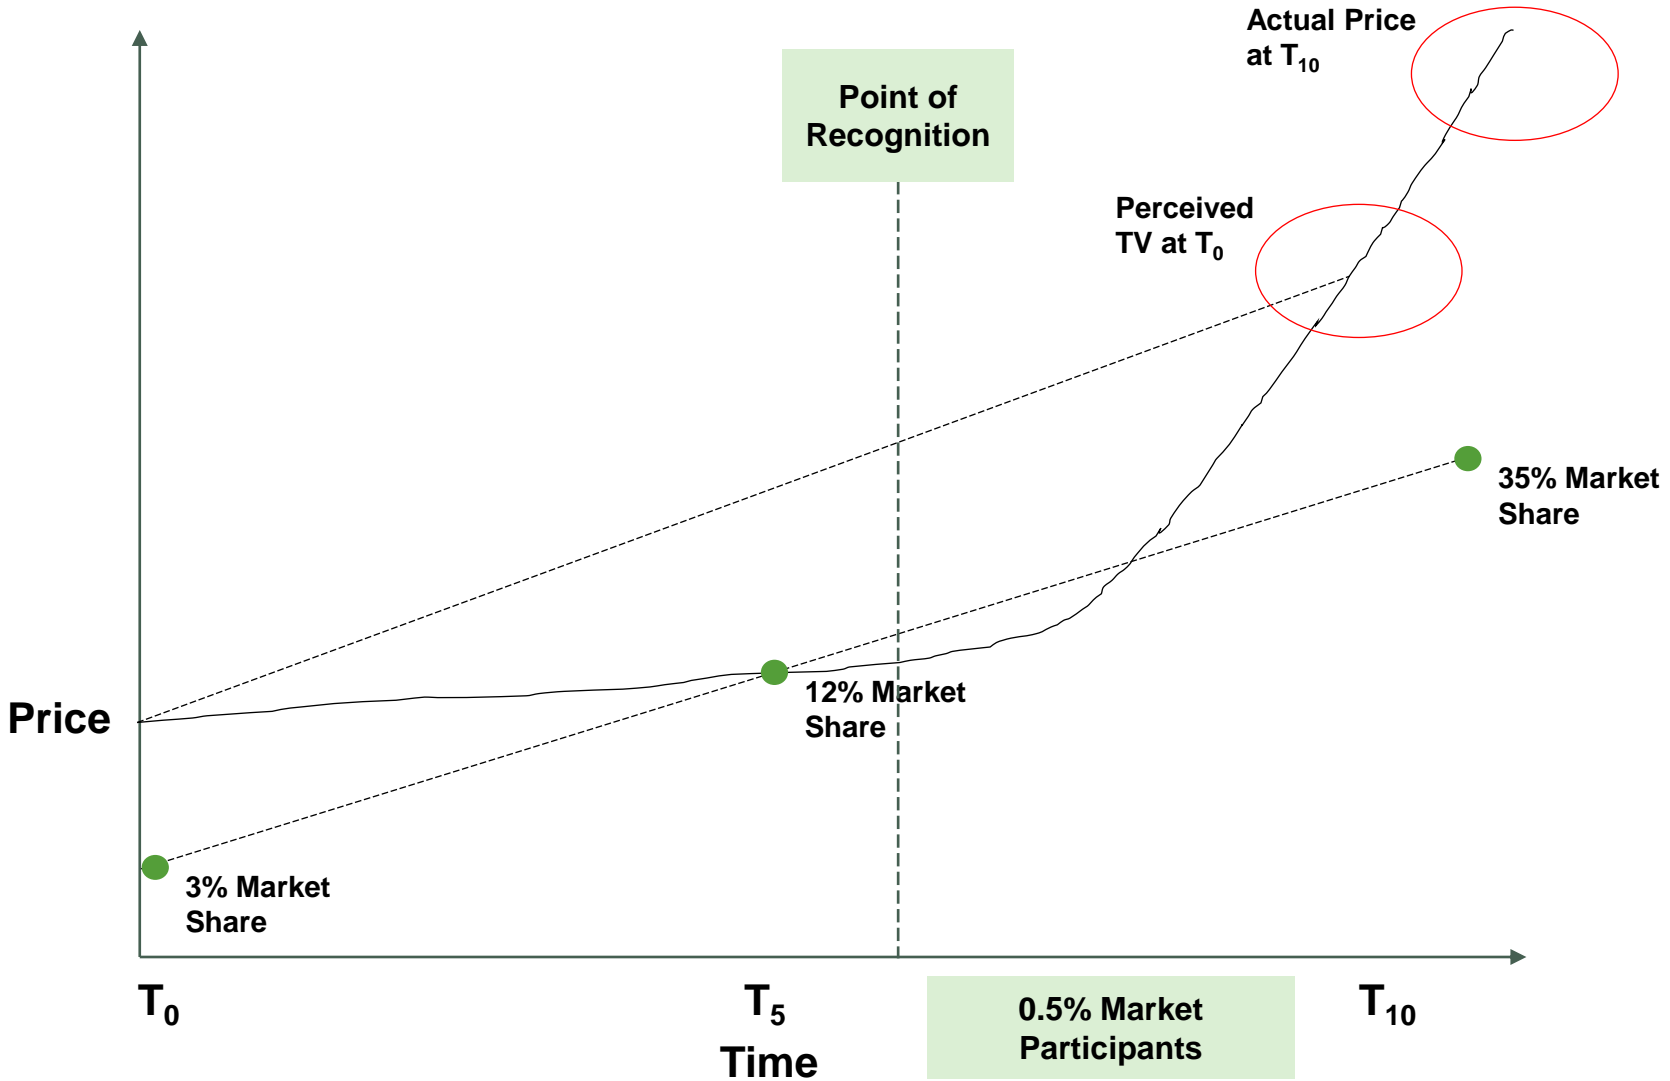 Actual Price
at T₁₀
Point of
Recognition
Perceived
TV at T₀
35% Market
Share
12% Market
Share
Price
3% Market
Share
T₀
T₅
T₁₀
0.5% Market
Participants
Time